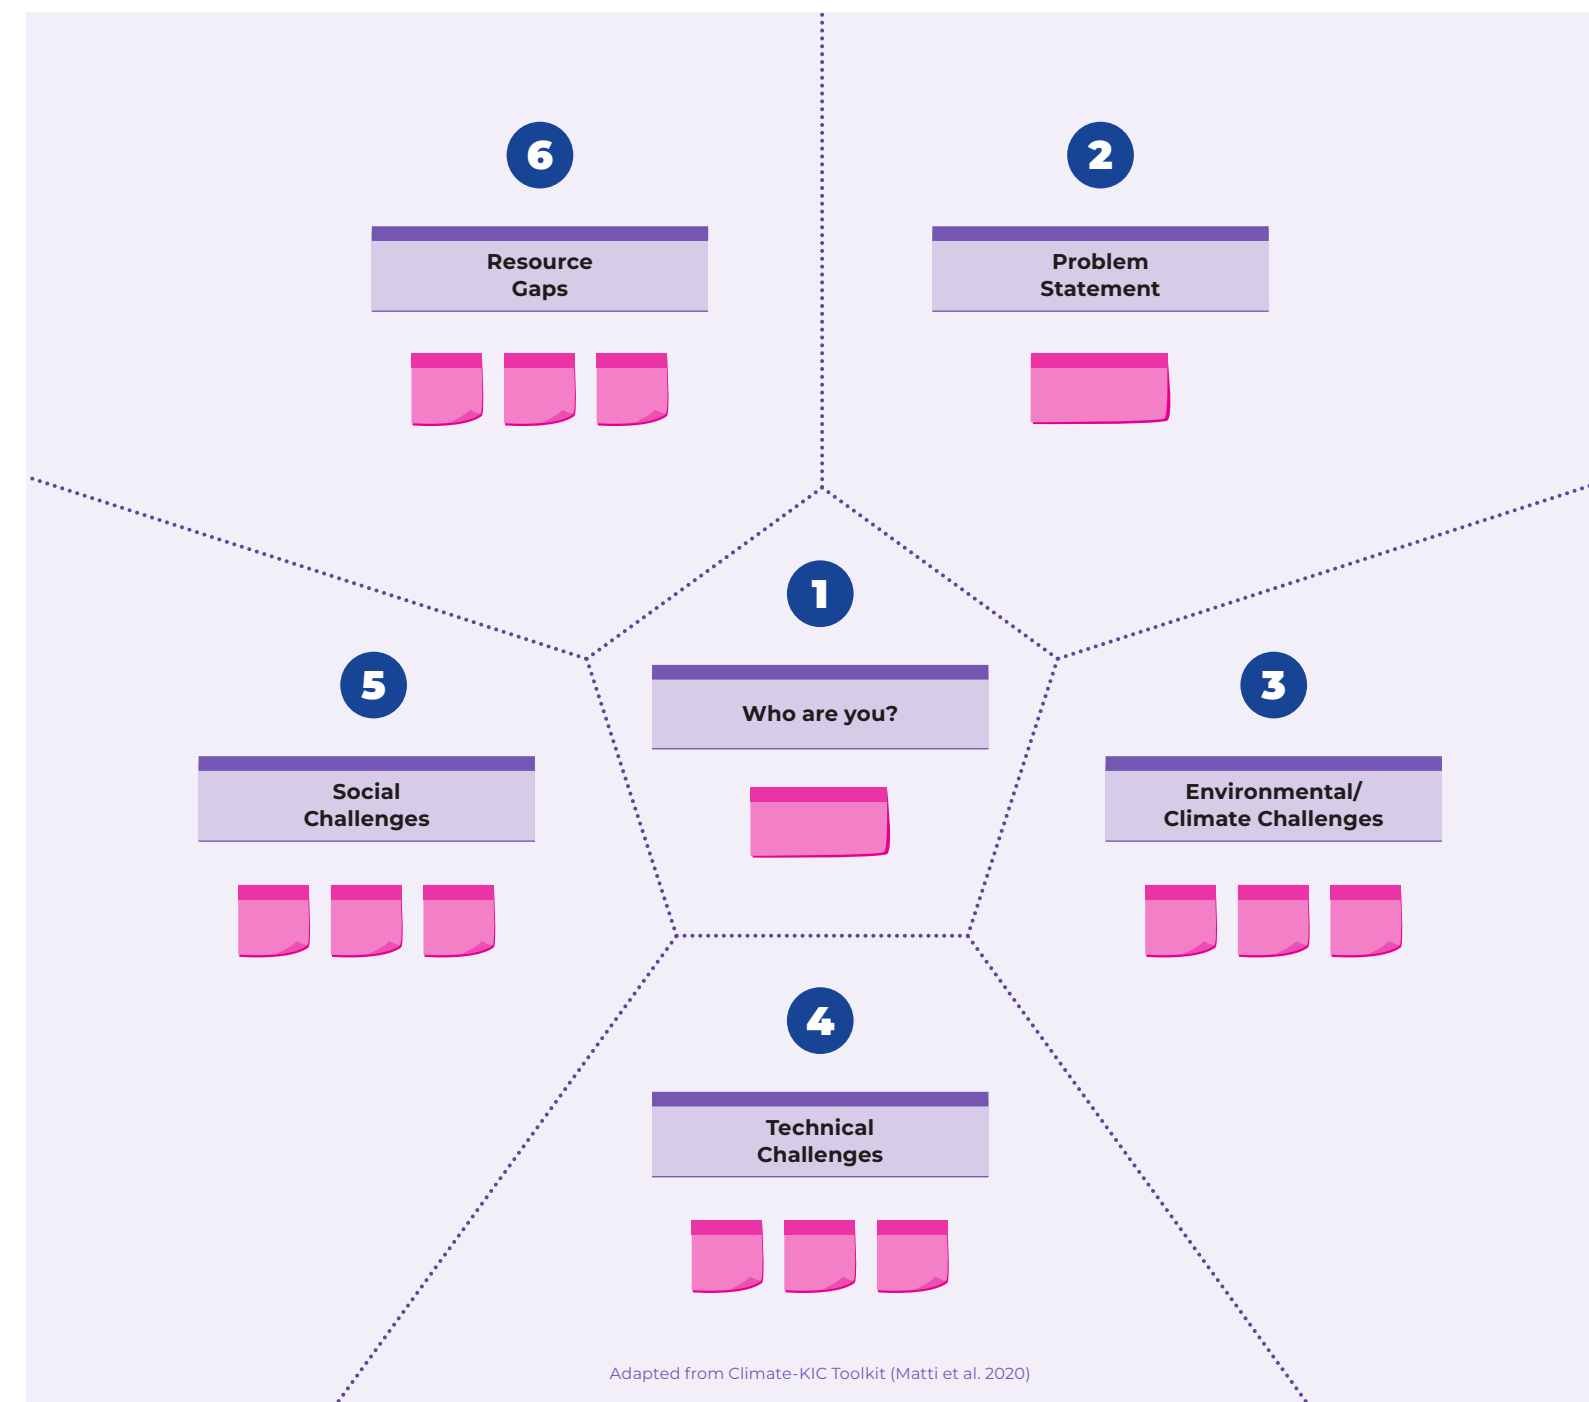 6
Resource
Gaps
2
Problem
Statement
1
Who are you?
5
Social
Challenges
3
Environmental/
Climate Challenges
4
Technical
Challenges
Adapted from Climate-KIC Toolkit (Matti et al. 2020)